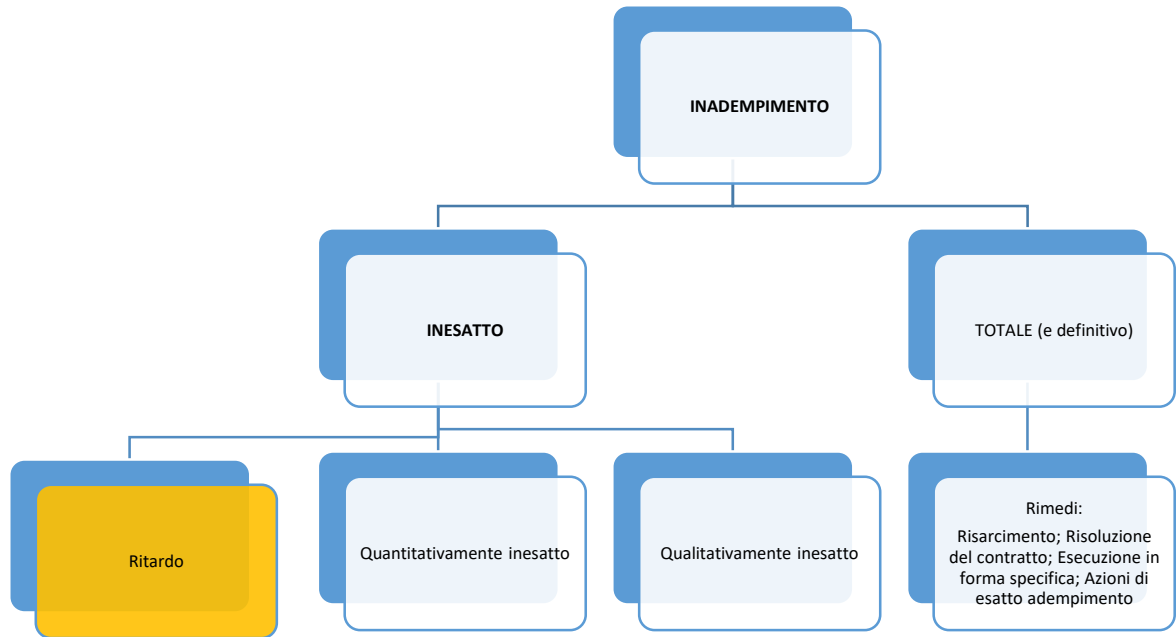 INADEMPIMENTO
INESATTO
TOTALE (e definitivo)
Ritardo
Quantitativamente inesatto
Qualitativamente inesatto
Rimedi:
Risarcimento; Risoluzione
del contratto; Esecuzione in
forma specifica; Azioni di
esatto adempimento